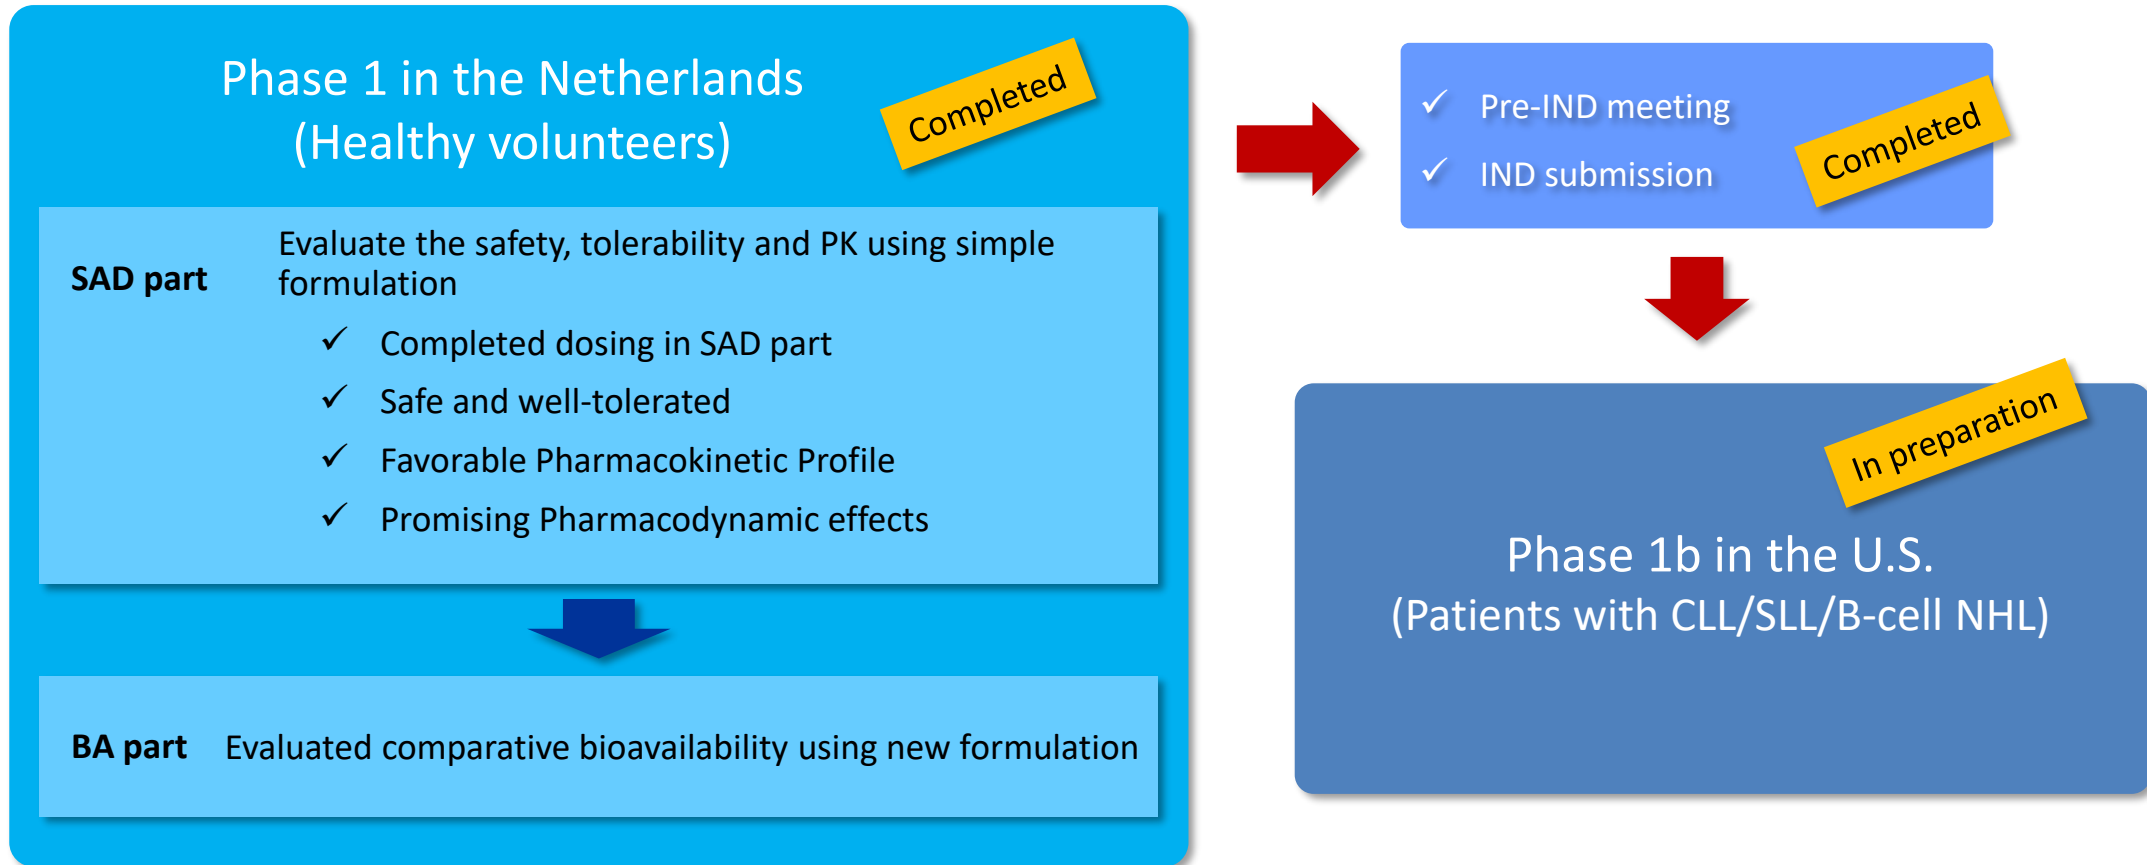 Phase 1 in the Netherlands
(Healthy volunteers)
Completed
SAD part
Evaluate the safety, tolerability and PK using simple
formulation
✓ Completed dosing in SAD part
✓ Safe and well-tolerated
✓ Favorable Pharmacokinetic Profile
✓ Promising Pharmacodynamic effects
BA part
Evaluated comparative bioavailability using new formulation
✓ Pre-IND meeting
✓ IND submission
Completed
In preparation
Phase 1b in the U.S.
(Patients with CLL/SLL/B-cell NHL)